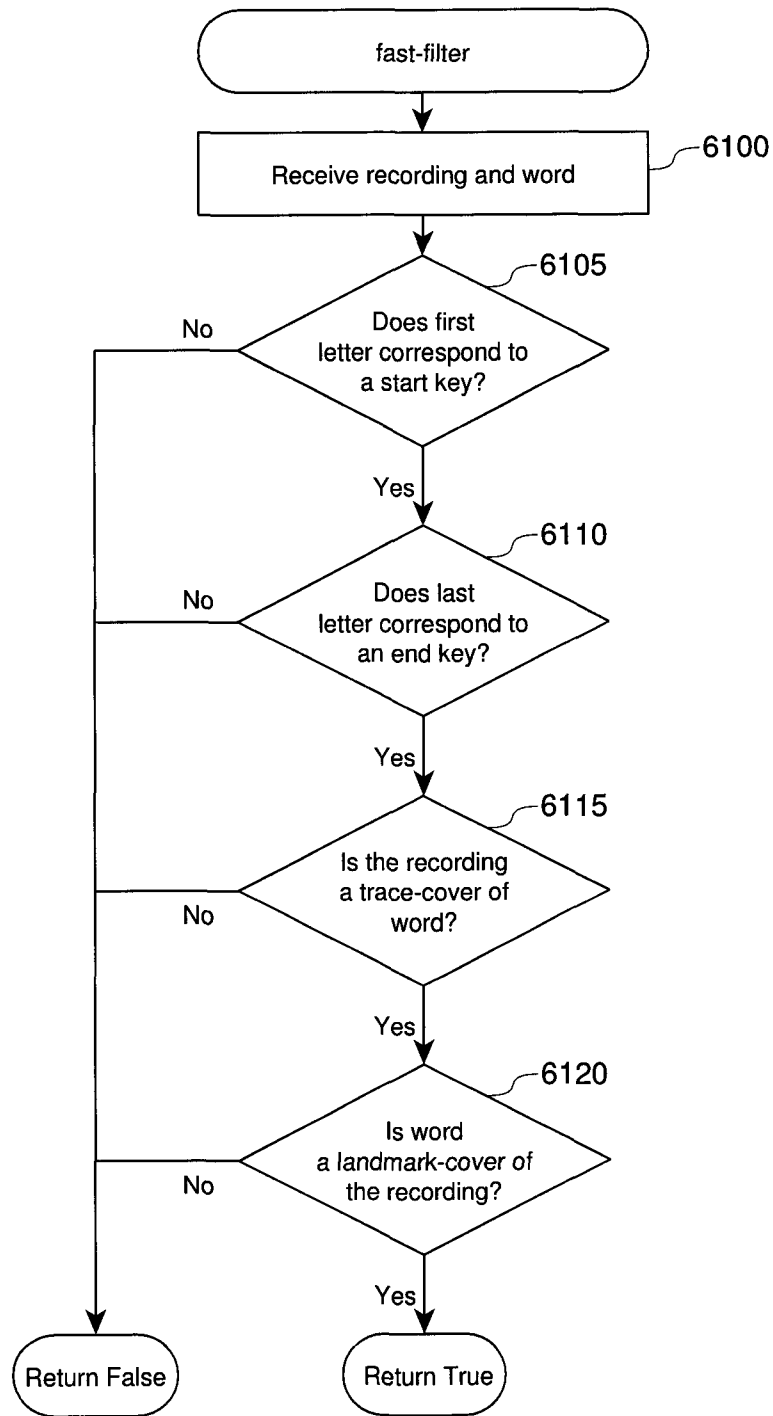 fast-filter
Receive recording and word
6100
6105
No
Does first
letter correspond to
a start key?
Yes
6110
No
Does last
letter correspond to
an end key?
Yes
6115
Is the recording
a trace-cover of
word?
No
Yes
6120
Is word
a landmark-cover of
the recording?
No
Yes
Return False
Return True